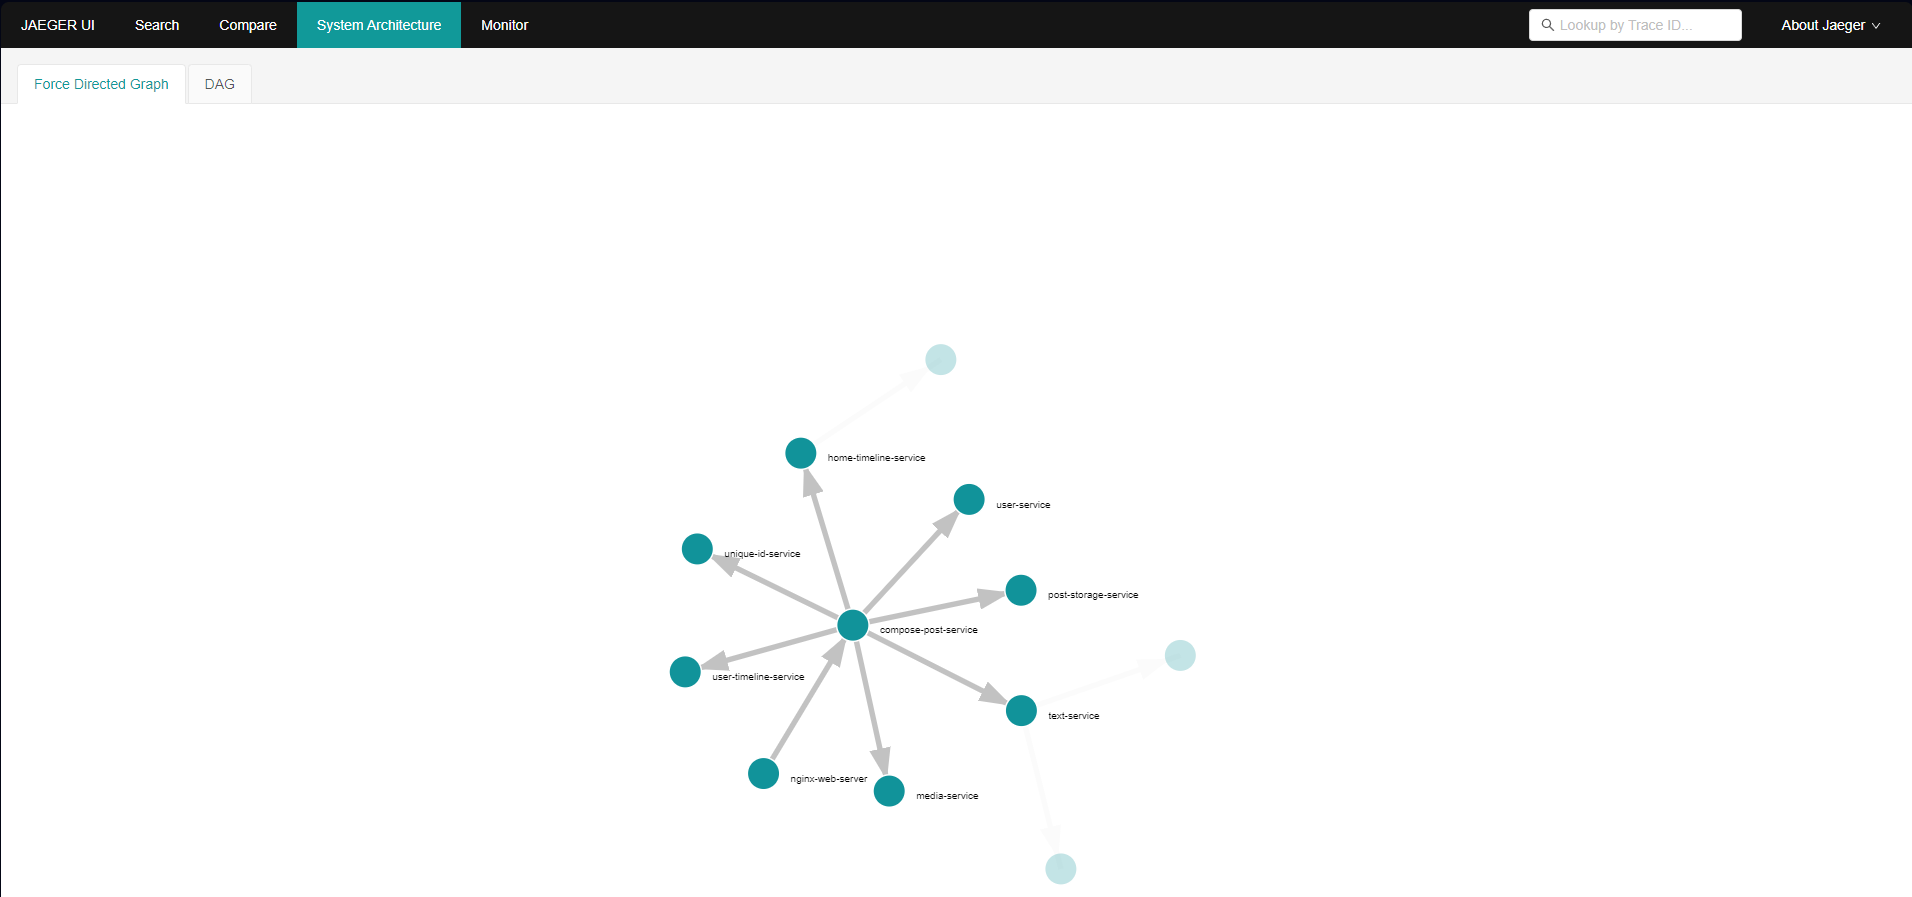 JAEGER UI Search Compare System Architecture Monitor Lookup by Trace ID... About Jaeger
Force Directed Graph DAG
home-timeline-service
user-service
unique-id-service
post-storage-service
compose-post-service
user-timeline-service
text-service
nginx-web-server
media-service